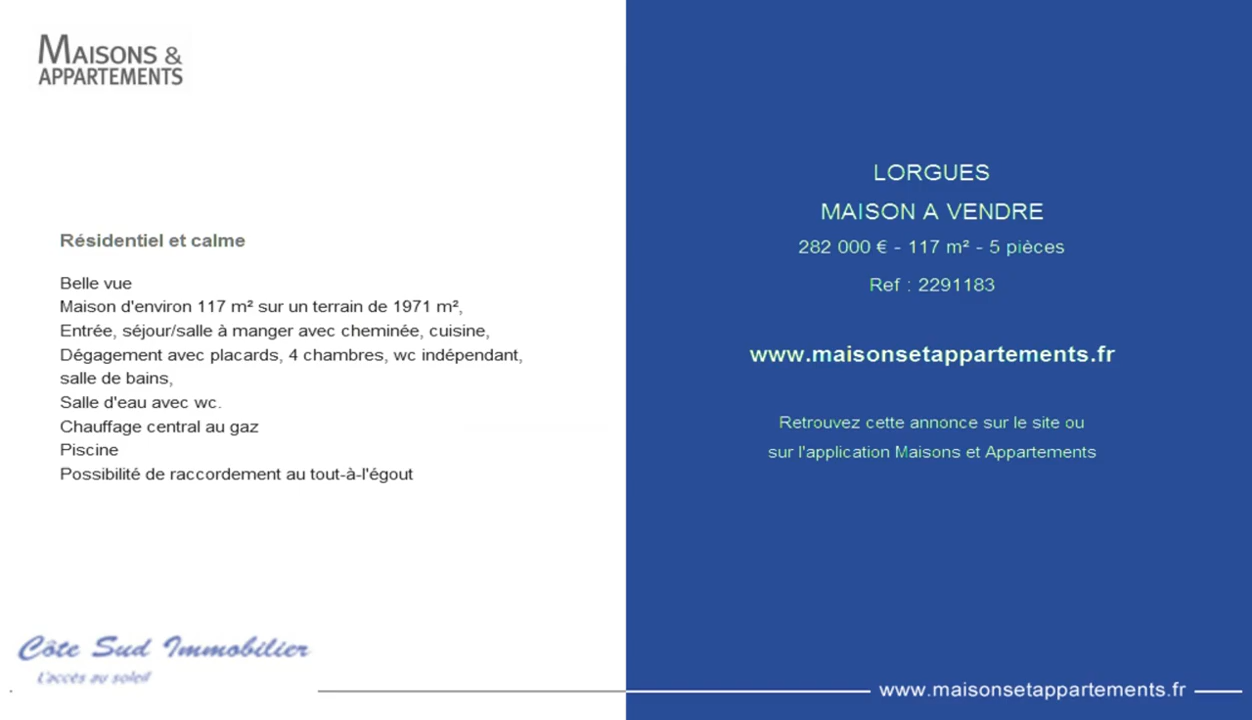 MAISONS &
APPARTEMENTS
Résidentiel et calme
Belle vue
Maison d'environ 117 m² sur un terrain de 1971 m²,
Entrée, séjour/salle à manger avec cheminée, cuisine,
Dégagement avec placards, 4 chambres, wc indépendant,
salle de bains,
Salle d'eau avec wc.
Chauffage central au gaz
Piscine
Possibilité de raccordement au tout-à-l'égout
Côte Sud Immobilier
L'accès au soleil
LORGUES
MAISON A VENDRE
282 000 € - 117 m² - 5 pièces
Ref : 2291183
www.maisonsetappartements.fr
Retrouvez cette annonce sur le site ou
sur l'application Maisons et Appartements
www.maisonsetappartements.fr